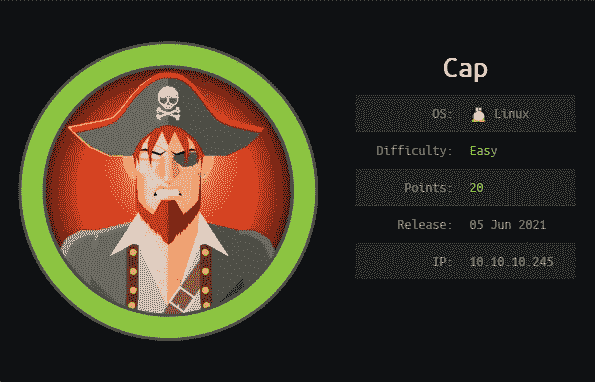 Cap
OS: Linux
Difficulty: Easy
Points: 20
Release: 05 Jun 2021
IP: 10.10.10.245